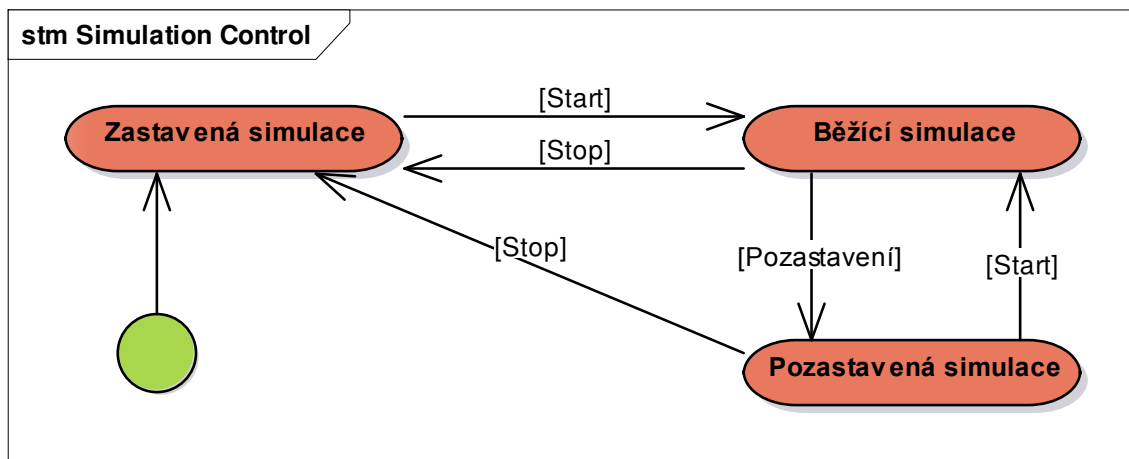 stm Simulation Control
Zastavená simulace
[Start]
Běžící simulace
[Stop]
[Stop]
[Pozastavení]
[Start]
Pozastavená simulace